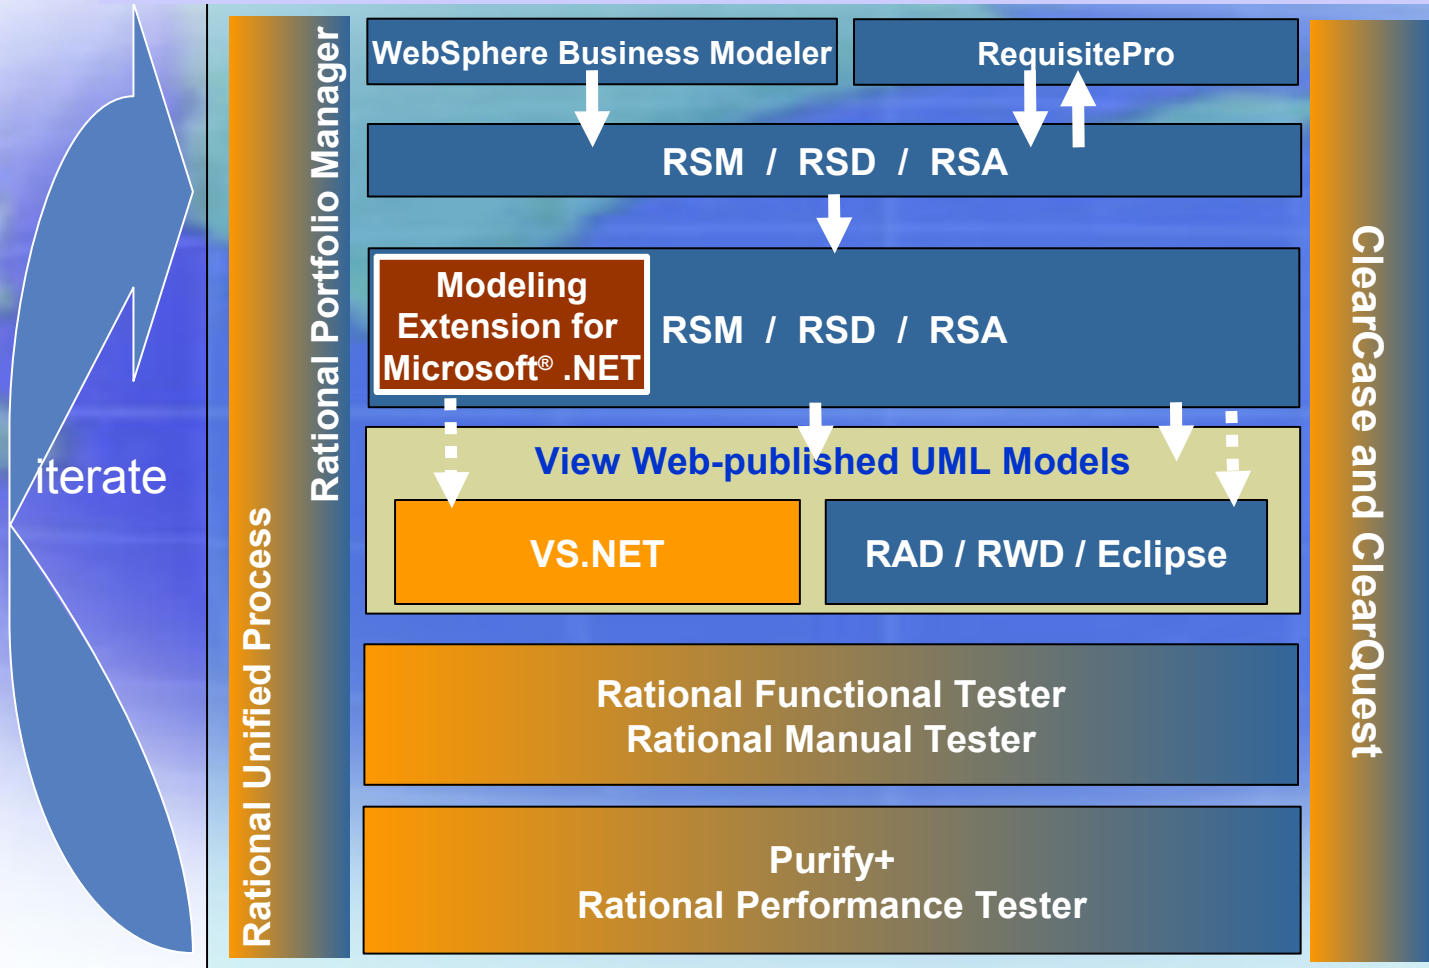 iterate
Rational Unified Process
Rational Portfolio Manager
WebSphere Business Modeler
RequisitePro
RSM / RSD / RSA
Modeling
Extension for
Microsoft® .NET
RSM / RSD / RSA
View Web-published UML Models
VS.NET
RAD / RWD / Eclipse
Rational Functional Tester
Rational Manual Tester
Purify+
Rational Performance Tester
ClearCase and ClearQuest